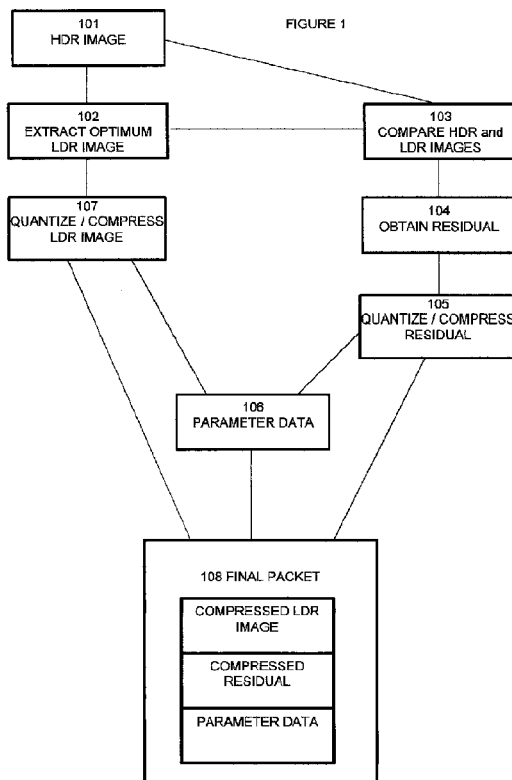 FIGURE 1
101
HDR IMAGE
102
EXTRACT OPTIMUM
LDR IMAGE
103
COMPARE HDR and
LDR IMAGES
107
QUANTIZE / COMPRESS
LDR IMAGE
104
OBTAIN RESIDUAL
105
QUANTIZE / COMPRESS
RESIDUAL
106
PARAMETER DATA
108 FINAL PACKET
COMPRESSED LDR
IMAGE
COMPRESSED
RESIDUAL
PARAMETER DATA